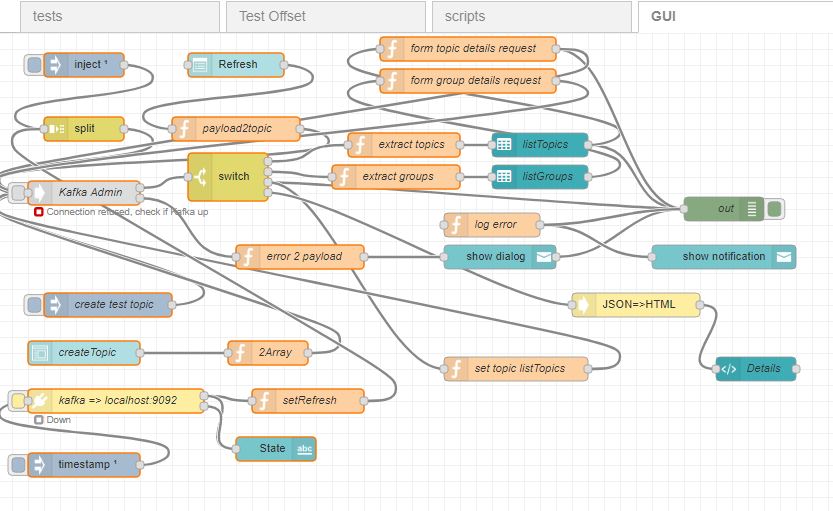 tests
Test Offset
scripts
GUI
form topic details request
inject ¹
Refresh
form group details request
split
payload2topic
extract topics
listTopics
switch
extract groups
listGroups
Kafka Admin
Connection refused, check if Kafka up
out
log error
error 2 payload
show dialog
show notification
create test topic
JSON=>HTML
createTopic
2Array
set topic listTopics
Details
kafka => localhost:9092
setRefresh
Down
State
abc
timestamp ¹